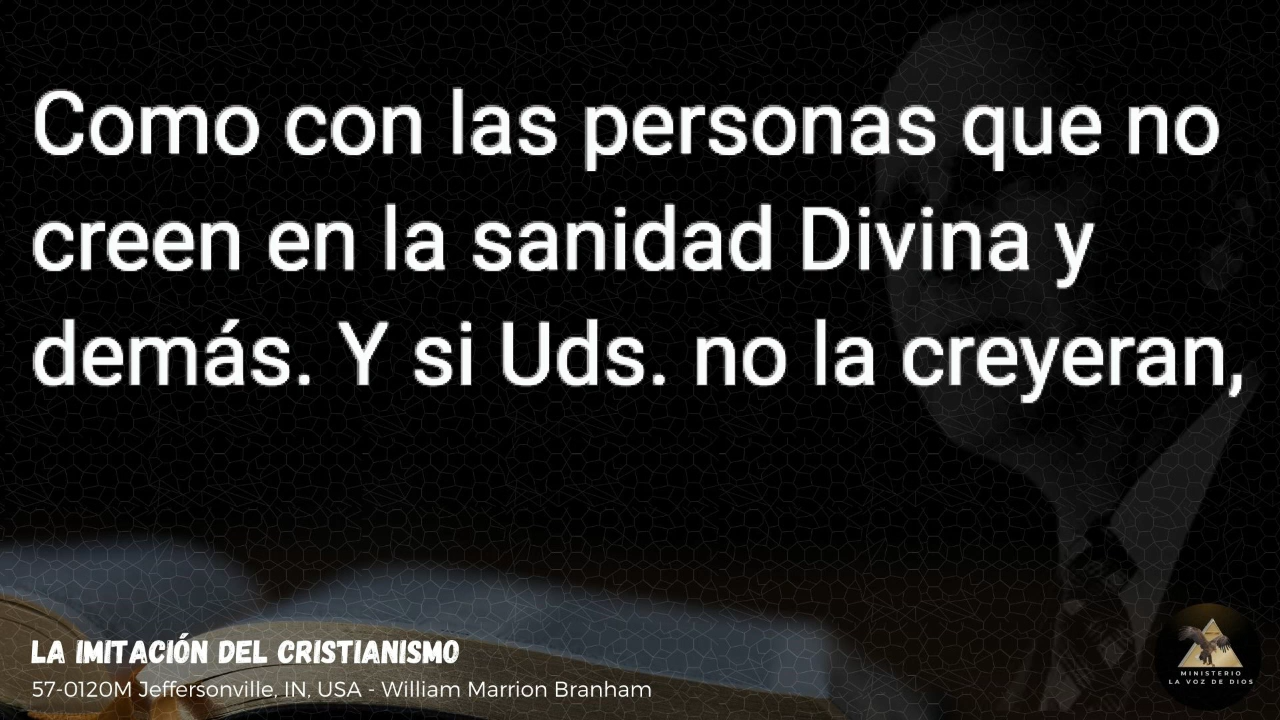 Como con las personas que no
creen en la sanidad Divina y
demás. Y si Uds. no la creyeran,
LA IMITACIÓN DEL CRISTIANISMO
57-0120M Jeffersonville, IN, USA - William Marrion Branham
MINISTERIO
LA VOZ DE DIOS